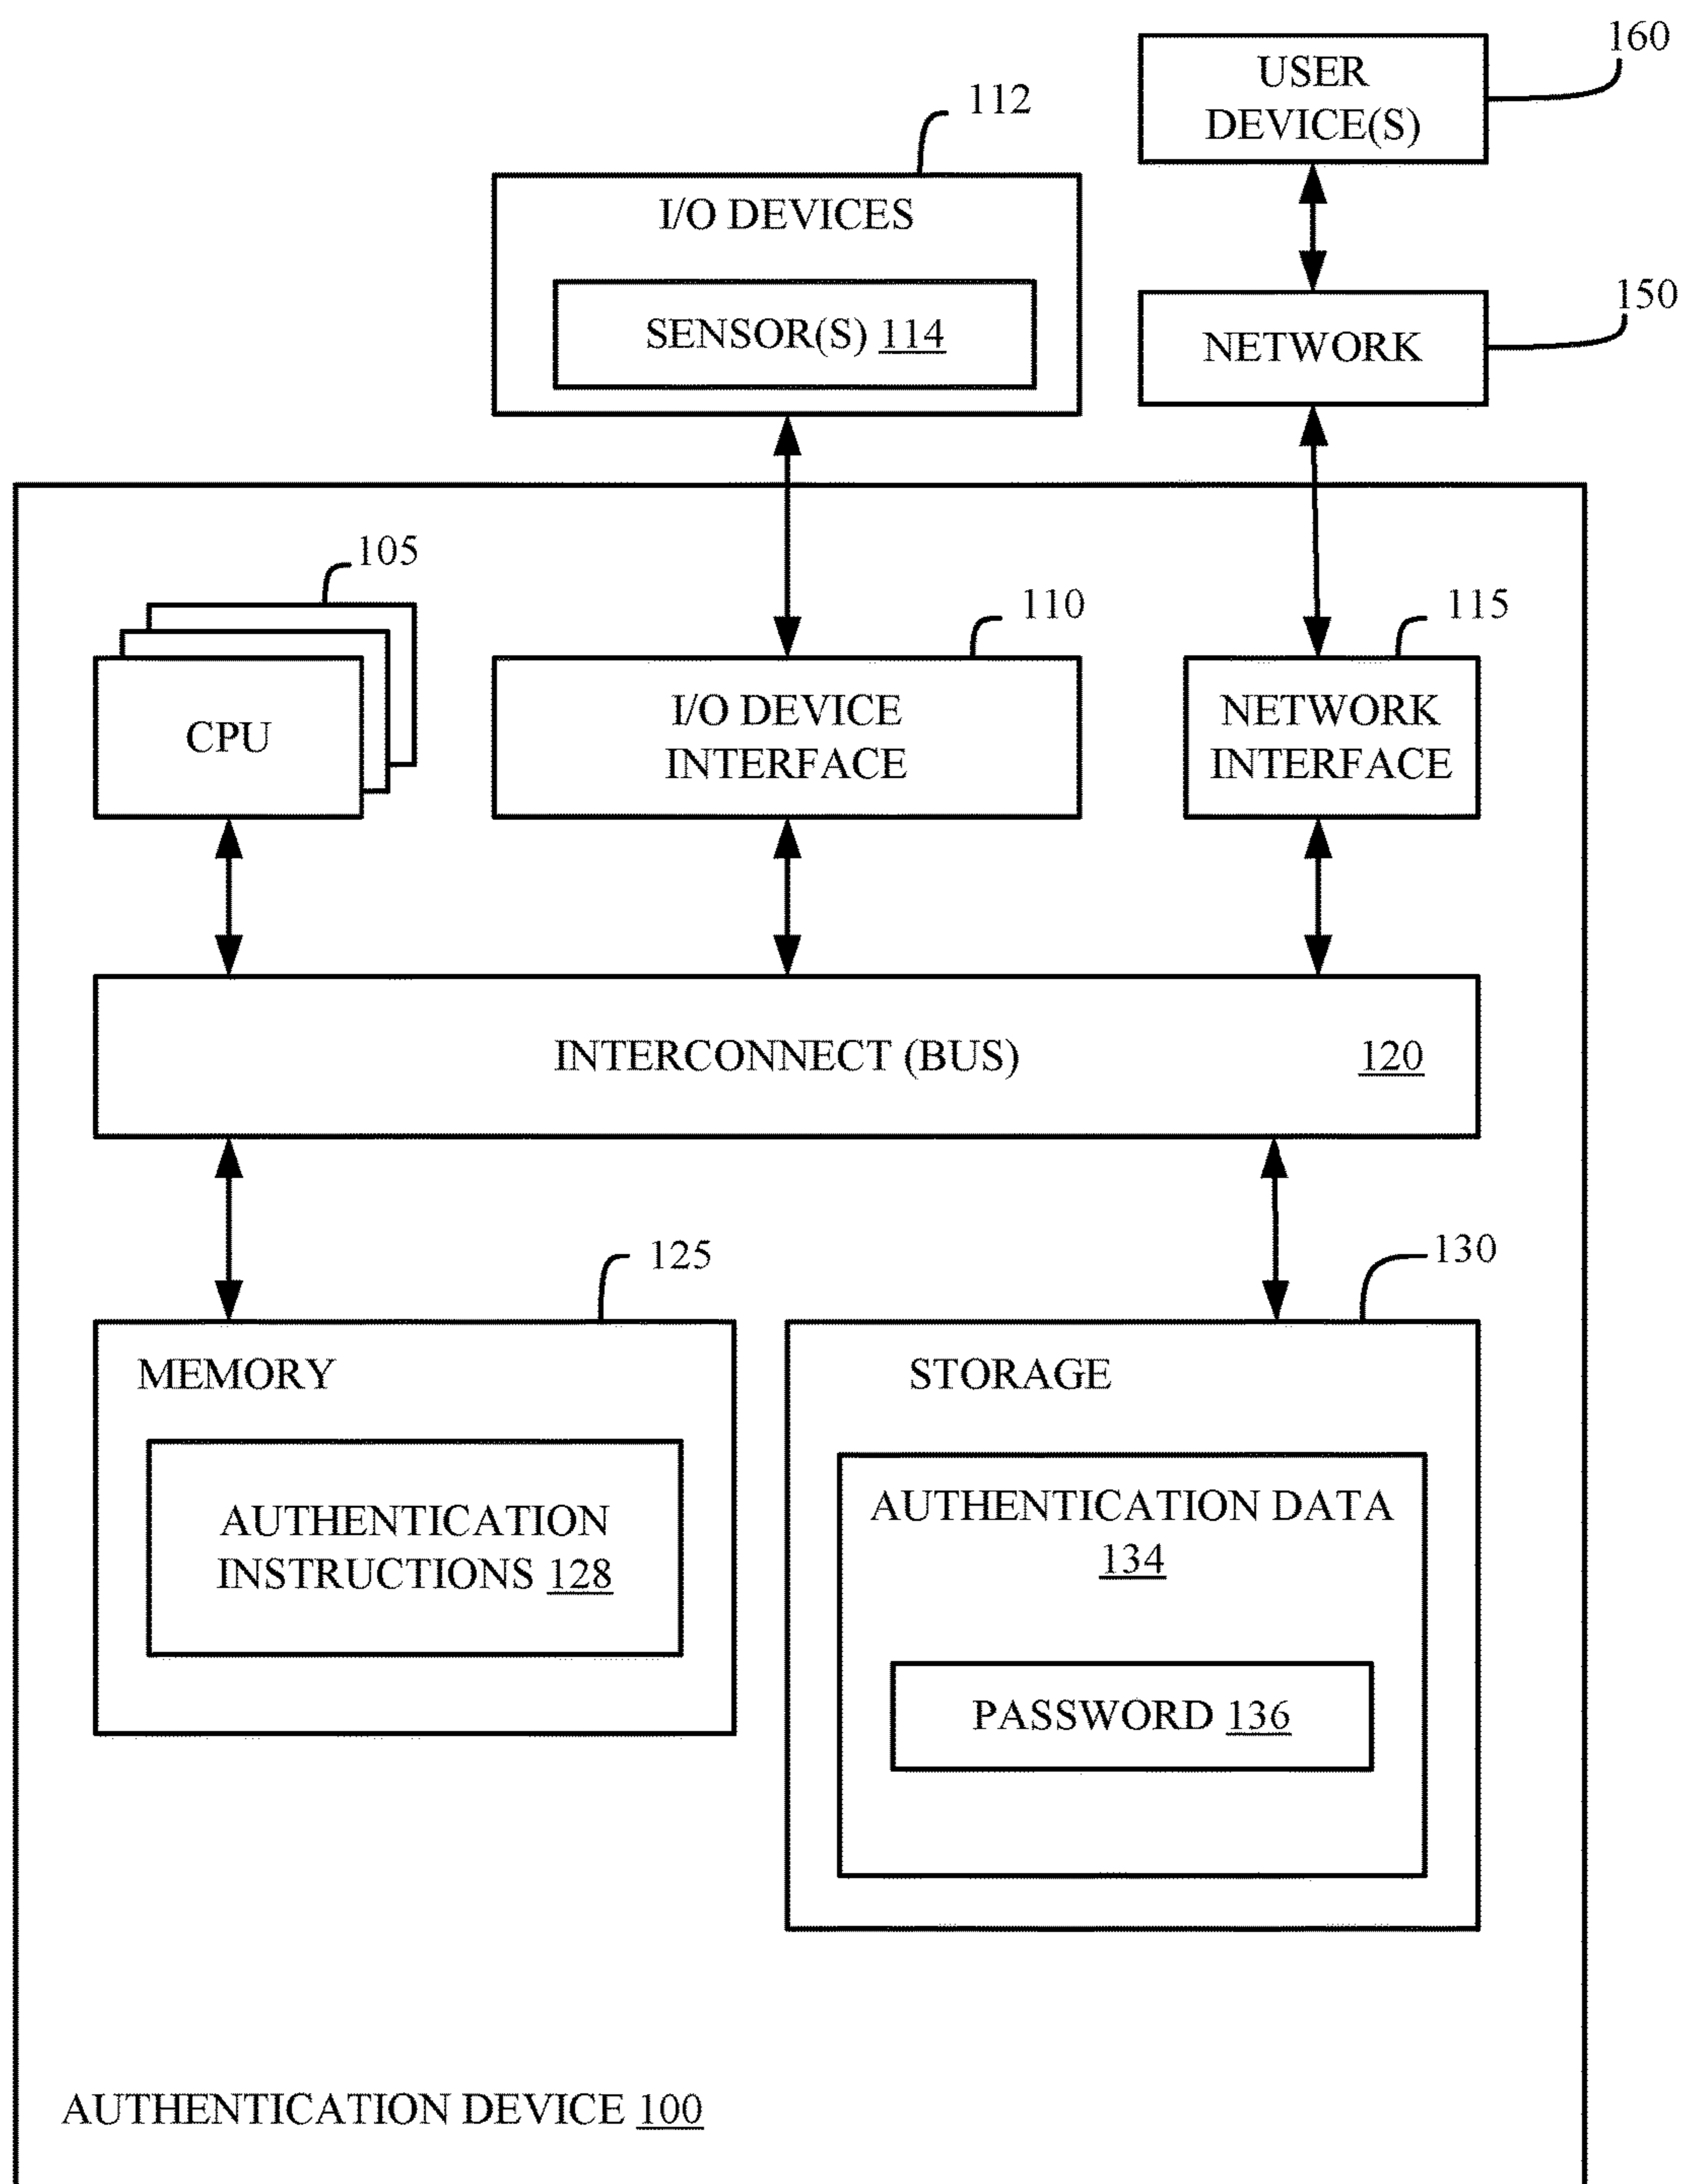 160
USER
DEVICE(S)
112
I/O DEVICES
SENSOR(S) 114
150
NETWORK
105
110
115
CPU
I/O DEVICE
INTERFACE
NETWORK
INTERFACE
INTERCONNECT (BUS) 120
125
130
MEMORY
AUTHENTICATION
INSTRUCTIONS 128
STORAGE
AUTHENTICATION DATA
134
PASSWORD 136
AUTHENTICATION DEVICE 100